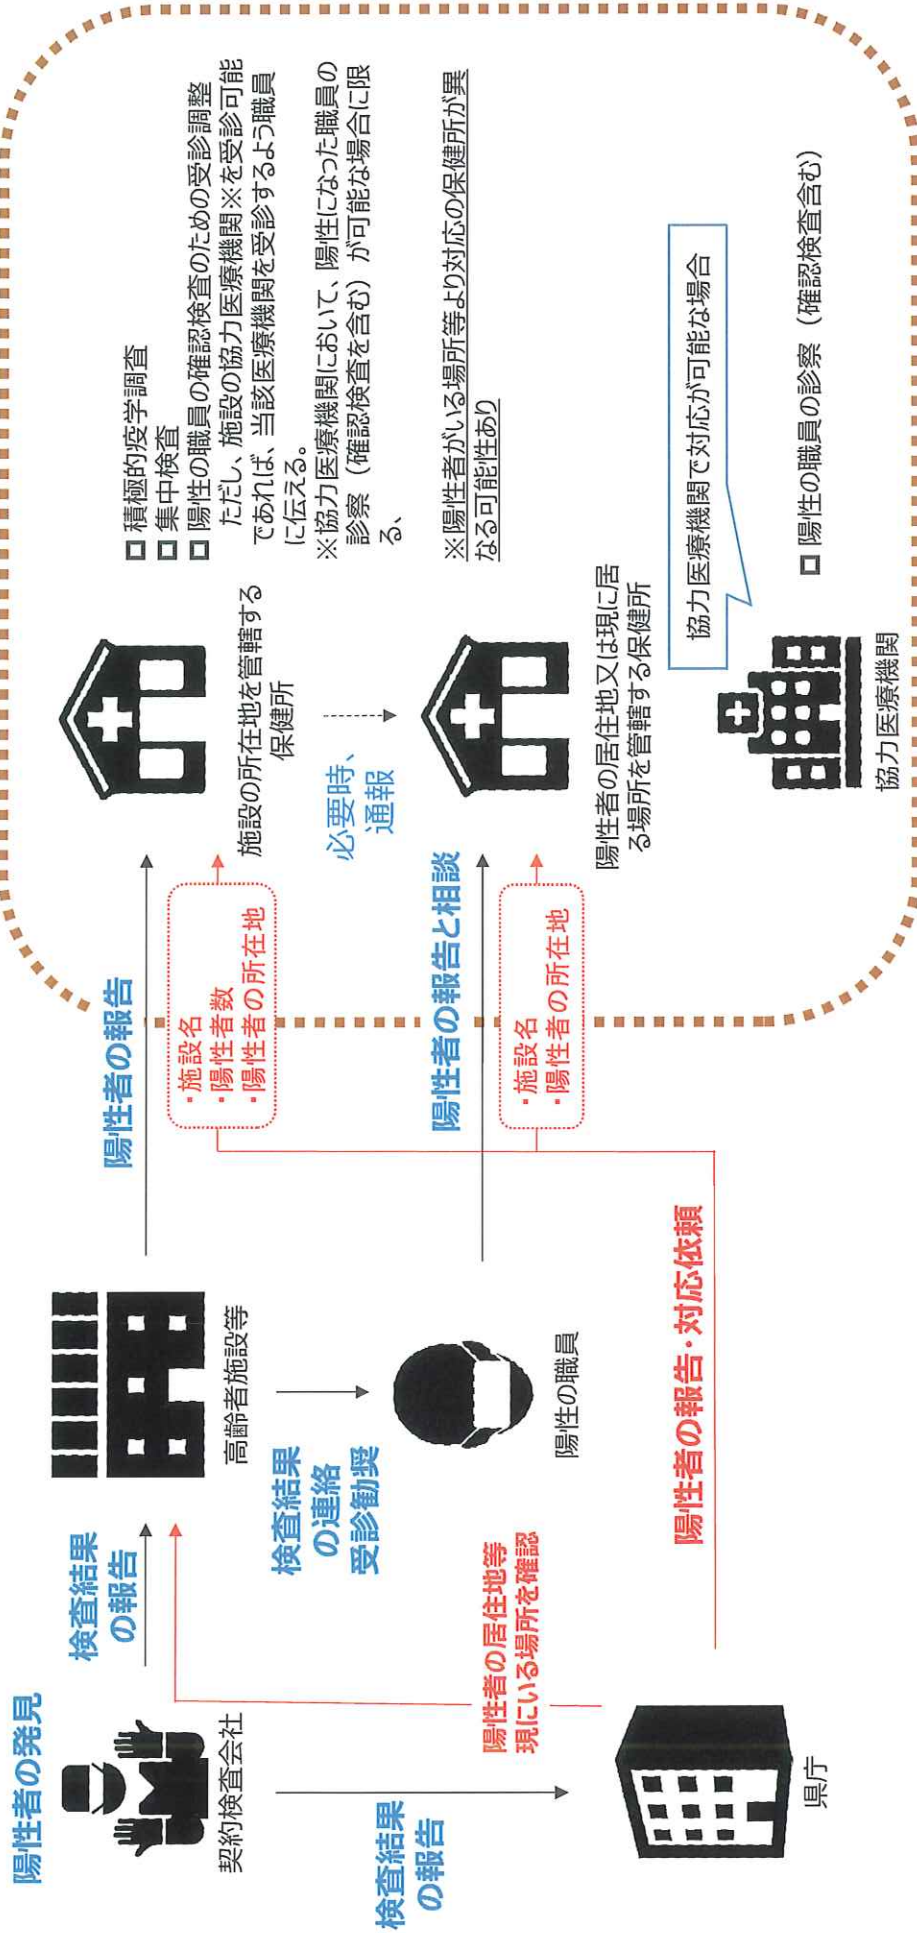 陽性者の発見
契約検査会社
検査結果
の報告
検査結果
の報告
高齢者施設等
検査結果
の連絡
受診勧奨
陽性の職員
陽性者の居住地等
現にいる場所を確認
県庁
陽性者の報告・対応依頼
陽性者の報告
・施設名
・陽性者数
・陽性者の所在地
陽性者の報告と相談
・施設名
・陽性者の所在地
施設の所在地を管轄する
保健所
必要時、
通報
陽性者の居住地又は現に居
る場所を管轄する保健所
□ 積極的疫学調査
□ 集中検査
□ 陽性の職員の確認検査のための受診調整
ただし、施設の協力医療機関※を受診可能
であれば、当該医療機関を受診するよう職員
に伝える。
※協力医療機関において、陽性になった職員の
診察（確認検査を含む）が可能な場合に限
る、
※陽性者がいる場所等より対応の保健所が異
なる可能性あり
協力医療機関で対応が可能な場合
□ 陽性の職員の診察（確認検査含む）
協力医療機関